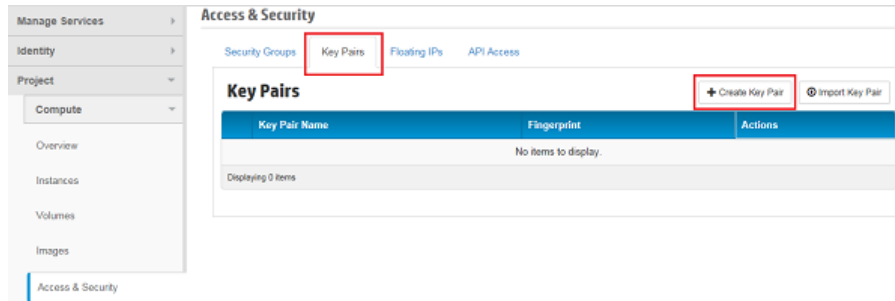 Manage Services
Identity
Project
Compute
Overview
Instances
Volumes
Images
Access & Security
Access & Security
Security Groups Key Pairs Floating IPs API Access
Key Pairs
Create Key Pair Import Key Pair
Key Pair Name Fingerprint Actions
No items to display.
Displaying 0 items